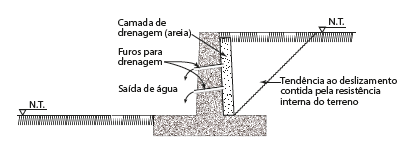 Camada de
drenagem (areia)
N.T.
Furos para
drenagem
Saída de água
Tendência ao deslizamento
contida pela resistência
interna do terreno
N.T.